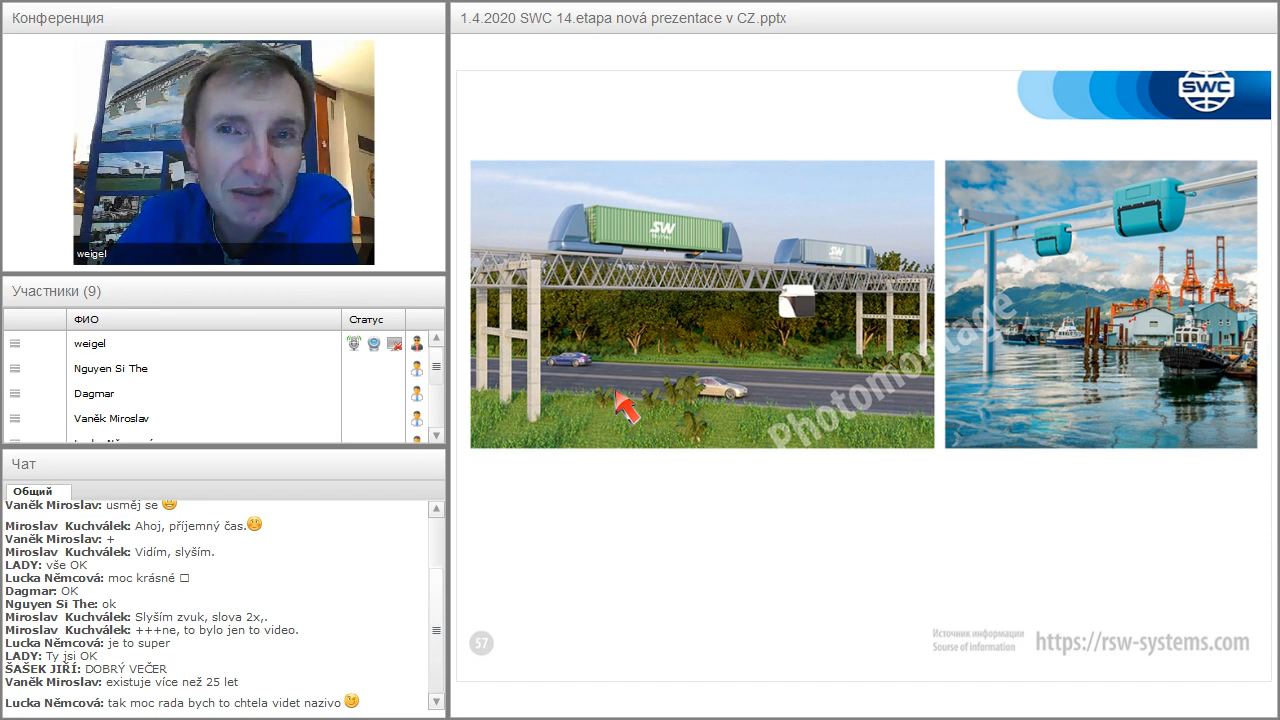 Конференция
weigel
Участники (9)
ФИО
Статус
weigel
Nguyen Si The
Dagmar
Vaněk Miroslav
Чат
Общий
Vaněk Miroslav: usměj se
Miroslav Kuchválek: Ahoj, příjemný čas.
Vaněk Miroslav: +
Miroslav Kuchválek: Vidím, slyším.
LADY: vše OK
Lucka Němcová: moc krásné
Dagmar: OK
Nguyen Si The: ok
Miroslav Kuchválek: Slyším zvuk, slova 2x,.
Miroslav Kuchválek: +++ne, to bylo jen to video.
Lucka Němcová: je to super
LADY: Ty jsi OK
ŠAŠEK JIŘÍ: DOBRÝ VEČER
Vaněk Miroslav: existuje více než 25 let
Lucka Němcová: tak moc rada bych to chtela videt nazivo
1.4.2020 SWC 14.etapa nová prezentace v CZ.pptx
SWC
SW
SW
Photomontage
57
Источник информации
Sourse of information
https://rsw-systems.com